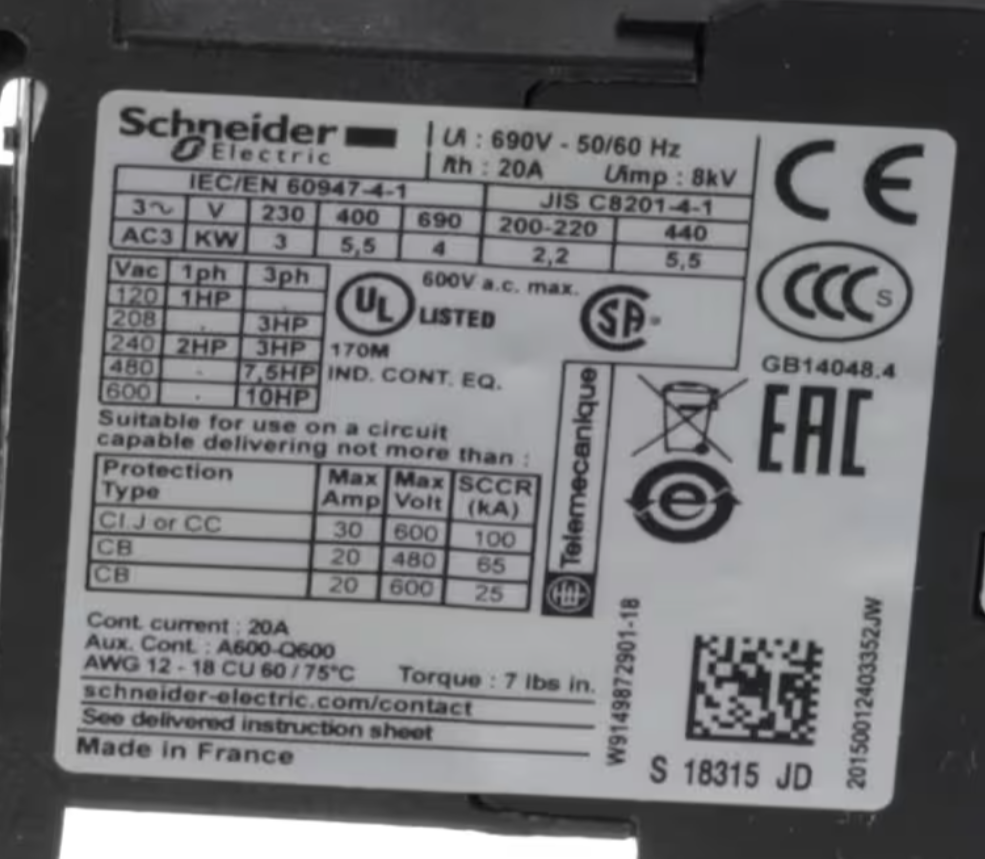 Schneider
Electric
Ui : 690V - 50/60 Hz
Ith : 20A Uimp : 8kV
IEC/EN 60947-4-1 JIS C8201-4-1
3~ V 230 400 690 200-220 440
AC3 KW 3 5,5 4 2,2 5,5
CE
CCC S
GB14048.4
EAC
Vac 1ph 3ph
120 1HP .
208 . 3HP
240 2HP 3HP
480 . 7,5HP
600 . 10HP
600V a.c. max.
UL LISTED
SA
170M
IND. CONT. EQ.
Suitable for use on a circuit
capable delivering not more than :
Protection Type Max Amp Max Volt SCCR (kA)
Cl.J or CC 30 600 100
CB 20 480 65
CB 20 600 25
Telemecanique
e
Cont. current : 20A
Aux. Cont. : A600-Q600
AWG 12 - 18 CU 60 / 75°C Torque : 7 lbs in.
schneider-electric.com/contact
See delivered instruction sheet
Made in France
W9149872901-18
S 18315 JD
20150012403352JW